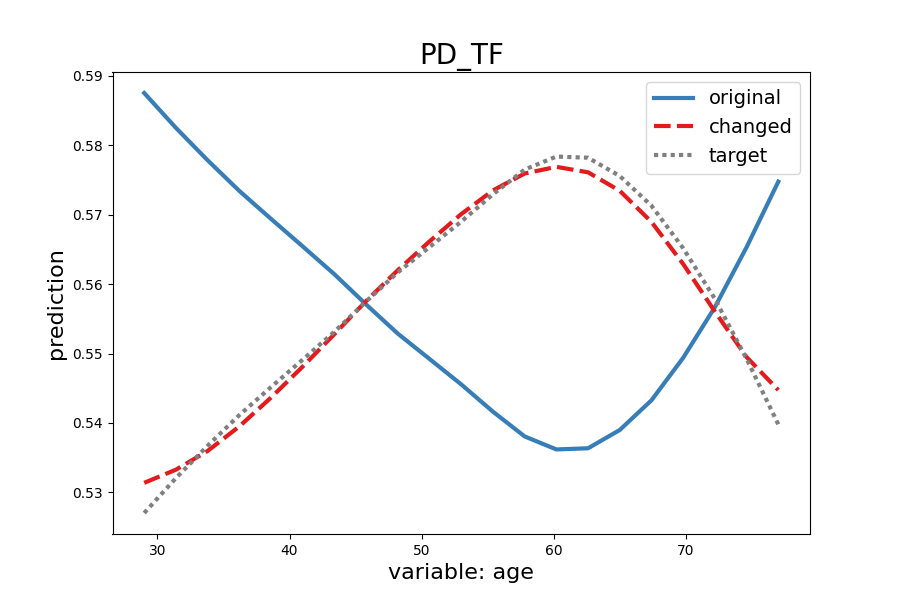 PD_TF
original
changed
target
prediction
0.59
0.58
0.57
0.56
0.55
0.54
0.53
30 40 50 60 70
variable: age